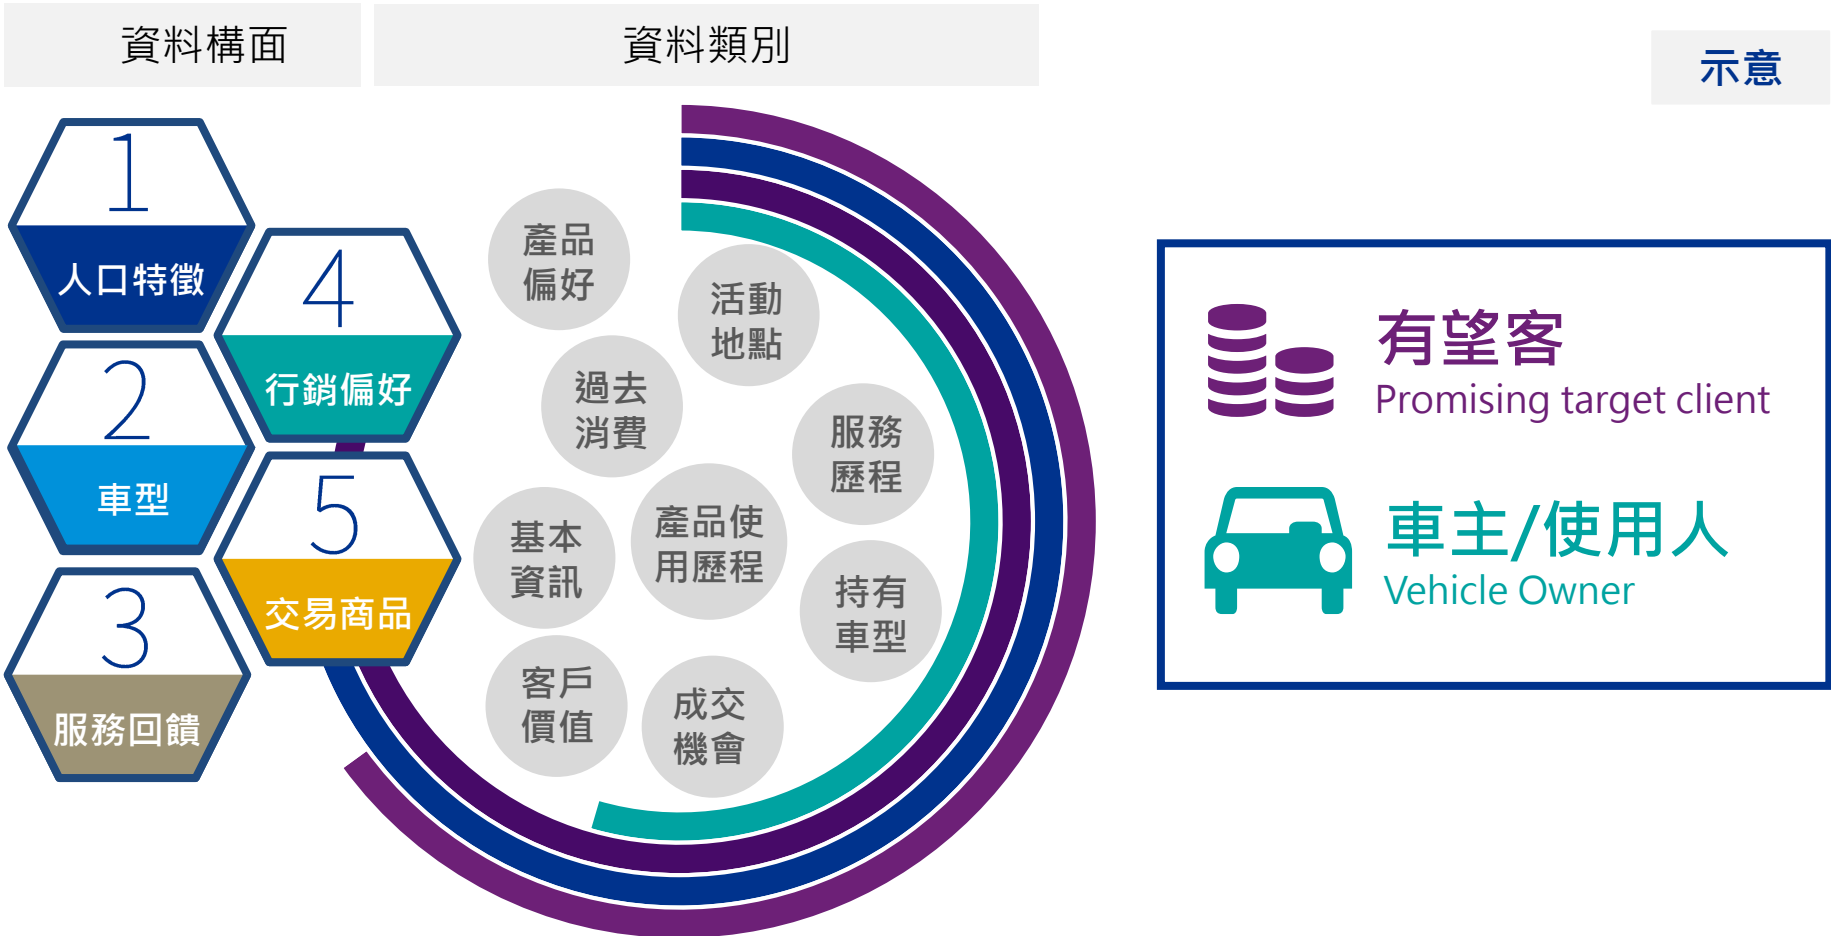 資料構面
資料類別
示意
1
人口特徵
2
車型
3
服務回饋
4
行銷偏好
5
交易商品
產品
偏好
活動
地點
過去
消費
服務
歷程
基本
資訊
產品使
用歷程
持有
車型
客戶
價值
成交
機會
有望客
Promising target client
車主/使用人
Vehicle Owner